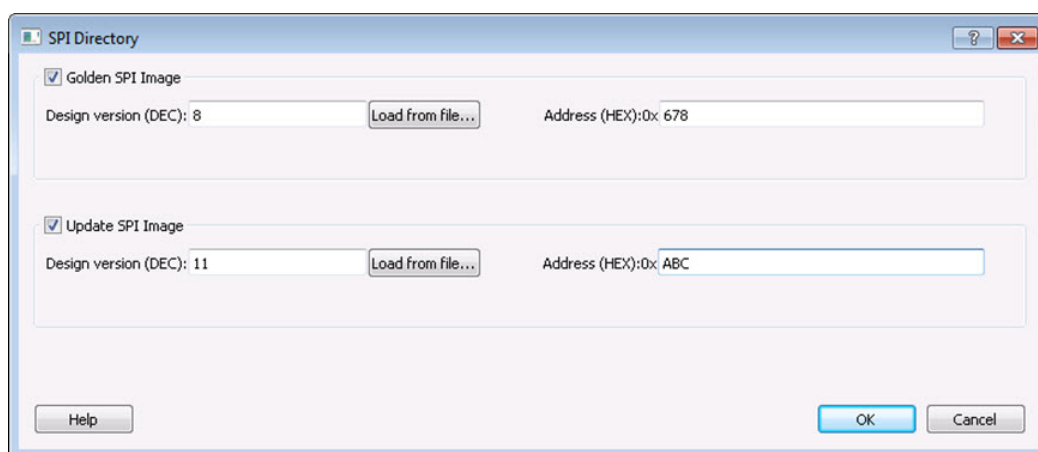 SPI Directory
Golden SPI Image
Design version (DEC): 8 Load from file... Address (HEX):0x 678
Update SPI Image
Design version (DEC): 11 Load from file... Address (HEX):0x ABC
Help OK Cancel